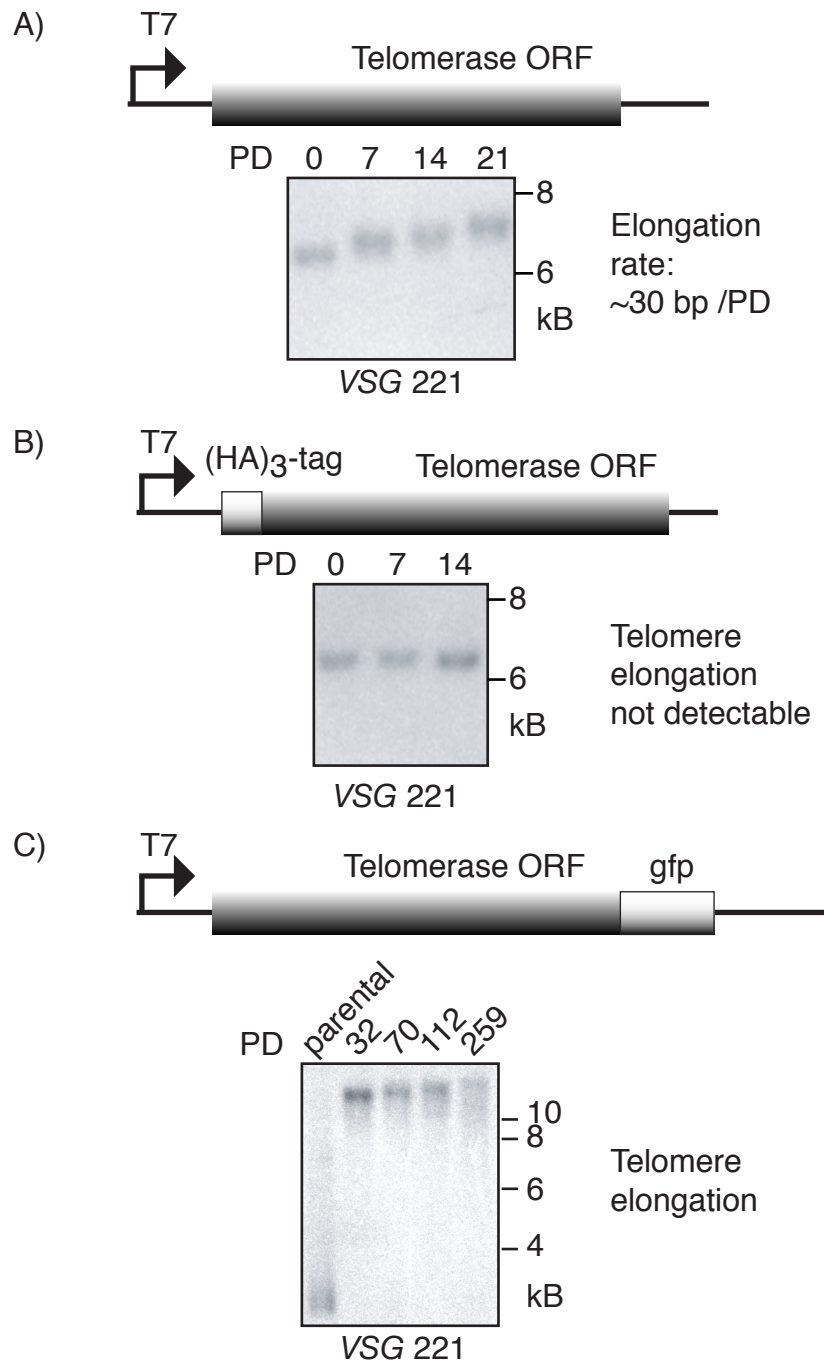 A)
T7
Telomerase ORF
PD 0 7 14 21
8
6
kB
Elongation
rate:
~30 bp /PD
VSG 221
B)
T7
(HA)3-tag
Telomerase ORF
PD 0 7 14
8
6
kB
Telomere
elongation
not detectable
VSG 221
C)
T7
Telomerase ORF
gfp
PD parental 32 70 112 259
10
8
6
4
kB
Telomere
elongation
VSG 221